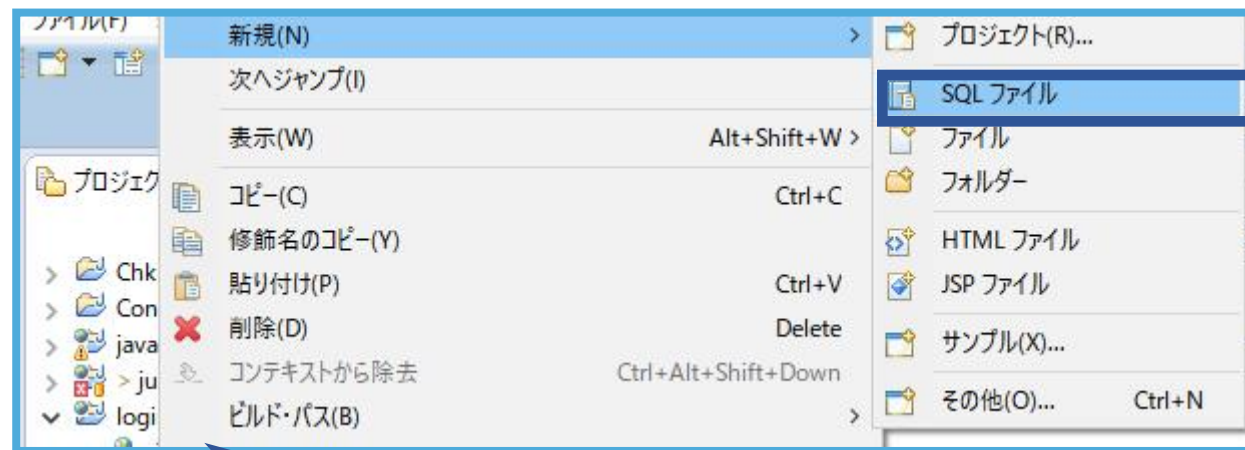 ファイル(F)
新規(N)
プロジェクト(R)...
次へジャンプ(I)
SQL ファイル
表示(W) Alt+Shift+W
ファイル
プロジェク
コピー(C) Ctrl+C
フォルダー
修飾名のコピー(Y)
HTML ファイル
Chk
貼り付け(P) Ctrl+V
JSP ファイル
Con
削除(D) Delete
java
サンプル(X)...
> ju
コンテキストから除去 Ctrl+Alt+Shift+Down
その他(O)... Ctrl+N
logi
ビルド・パス(B)